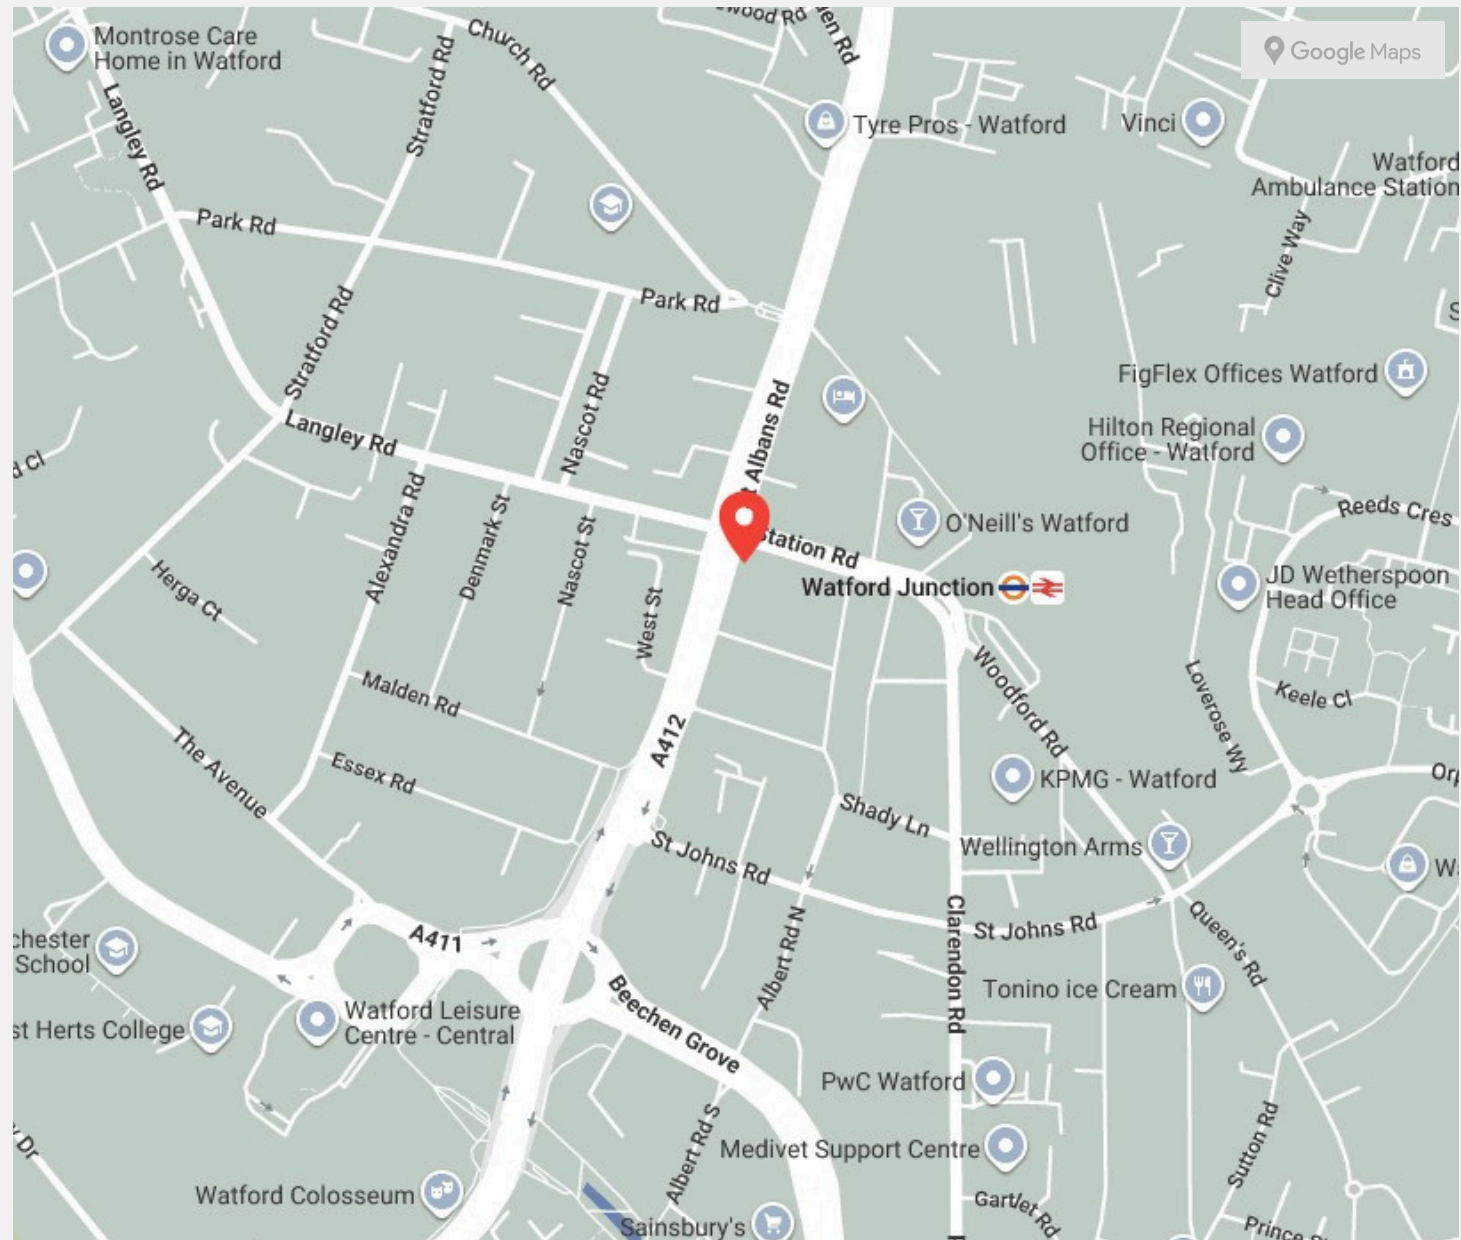 Montrose Care
Home in Watford
Langley Rd
Stratford Rd
Church Rd
Google Maps
Tyre Pros - Watford
Vinci
Watford
Ambulance Station
Clive Way
Park Rd
Park Rd
Stratford Rd
Langley Rd
Nascot Rd
t Albans Rd
FigFlex Offices Watford
Hilton Regional
Office - Watford
Reeds Cres
O'Neill's Watford
Station Rd
Watford Junction
JD Wetherspoon
Head Office
d Cl
Herga Ct
Alexandra Rd
Denmark St
Nascot St
West St
Malden Rd
Essex Rd
The Avenue
A412
Woodford Rd
Loverose Wy
Keele Cl
KPMG - Watford
Shady Ln
Wellington Arms
St Johns Rd
St Johns Rd
Albert Rd N
Clarendon Rd
Queen's Rd
A411
chester
School
st Herts College
Watford Leisure
Centre - Central
Beechen Grove
Tonino ice Cream
PwC Watford
Medivet Support Centre
Albert Rd S
Sutton Rd
Gartlet Rd
Watford Colosseum
Sainsbury's